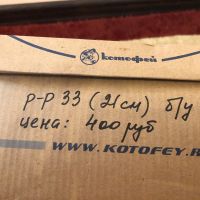 котофей
р-р 33 (21см) б/у
цена: 400 руб
WWW.KOTOFEY.R